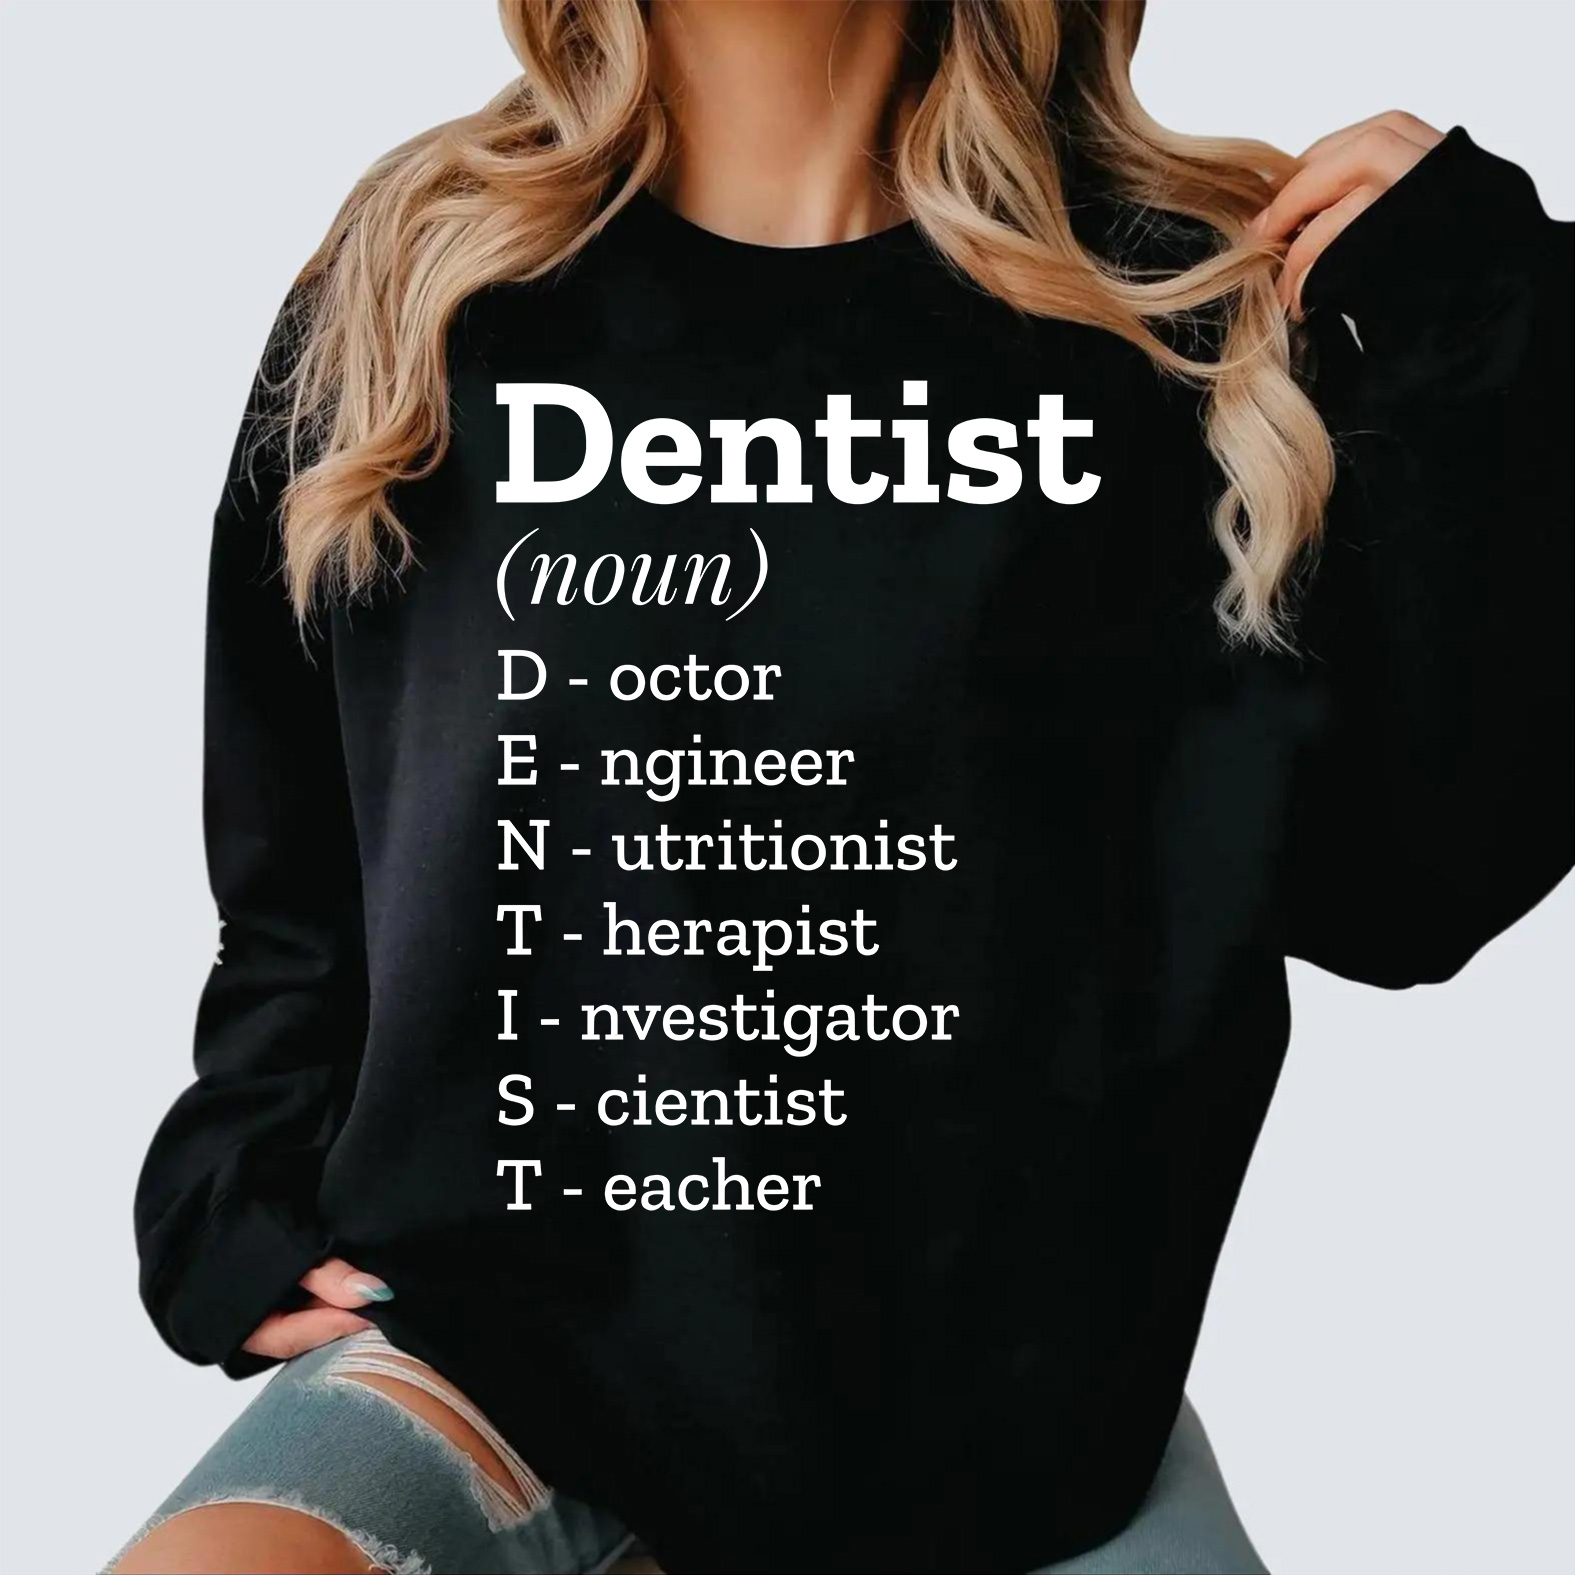 Dentist
(noun)
D - octor
E - ngineer
N - utritionist
T - herapist
I - nvestigator
S - cientist
T - eacher